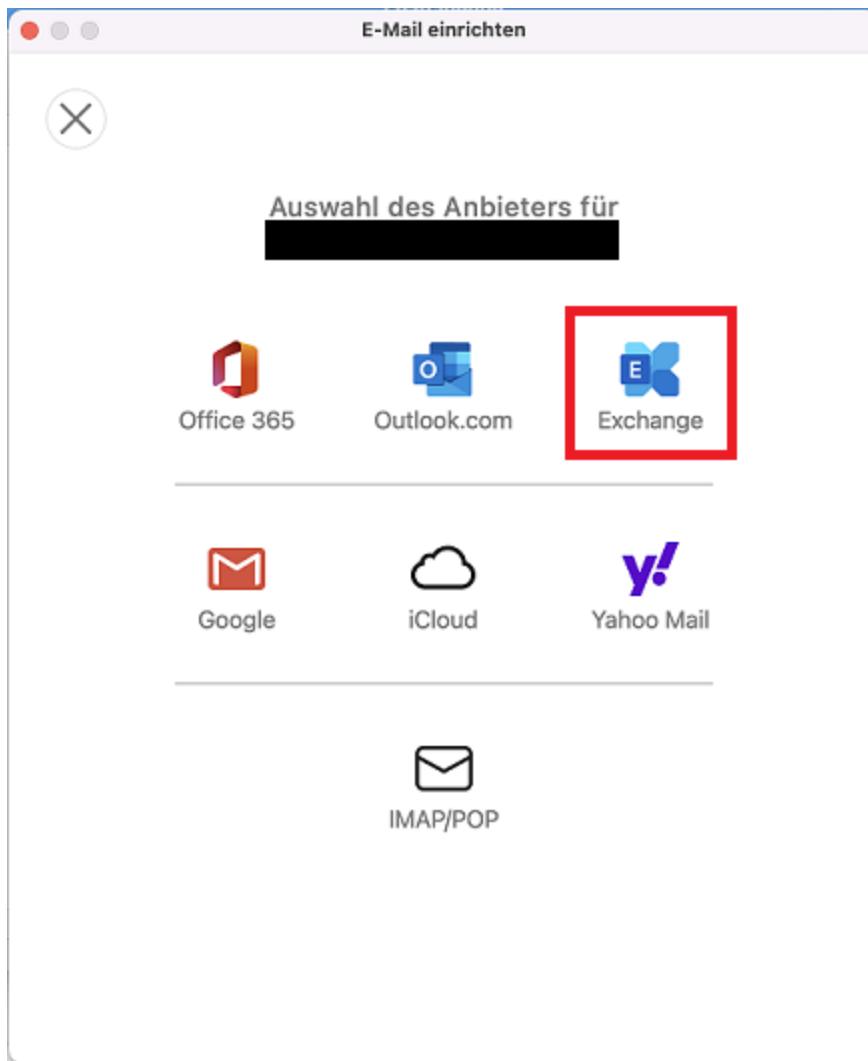 E-Mail einrichten
Auswahl des Anbieters für
Office 365
Outlook.com
Exchange
Google
iCloud
Yahoo Mail
IMAP/POP